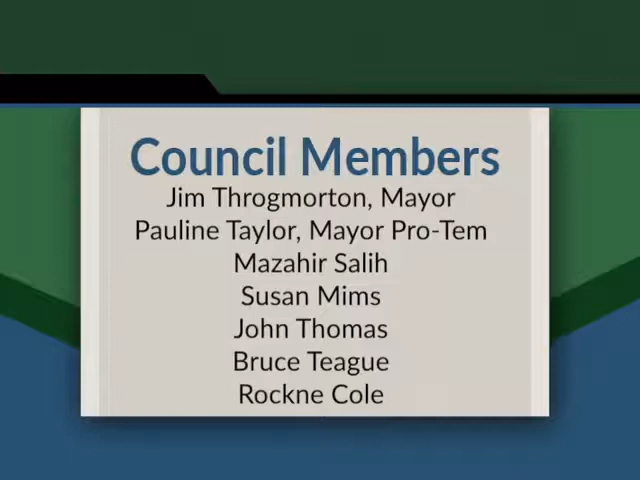 Council Members
Jim Throgmorton, Mayor
Pauline Taylor, Mayor Pro-Tem
Mazahir Salih
Susan Mims
John Thomas
Bruce Teague
Rockne Cole